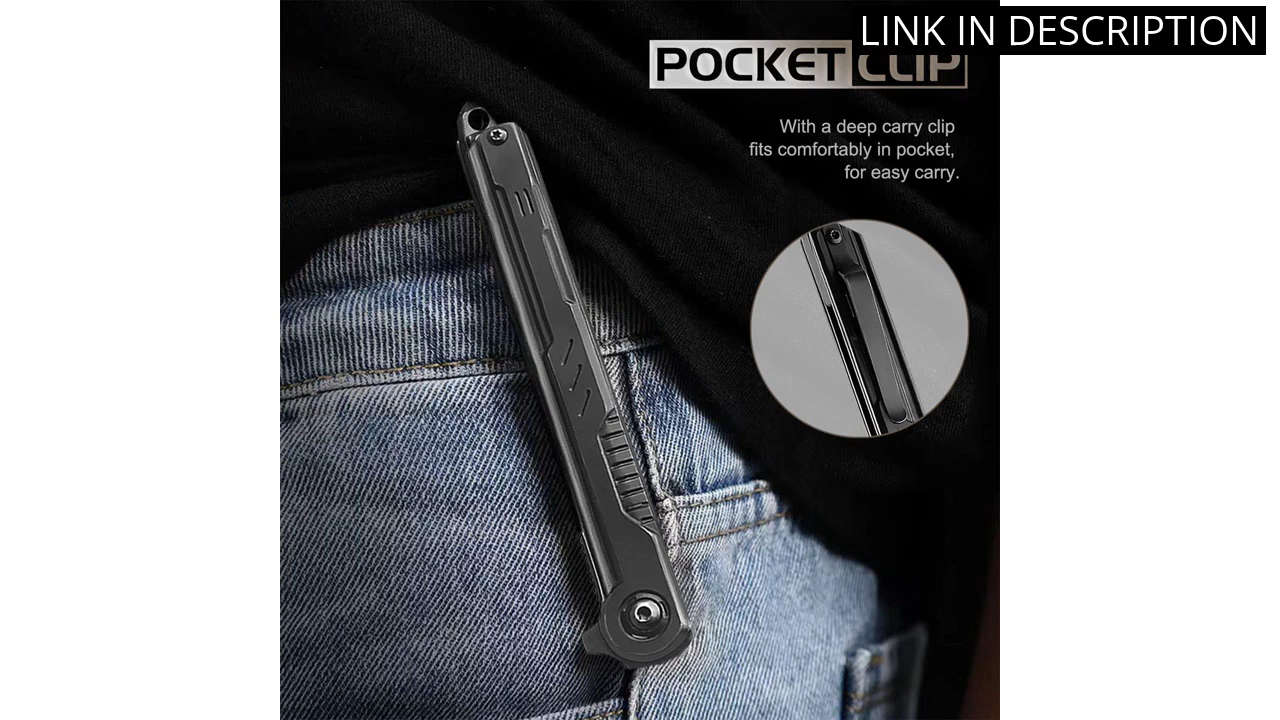 LINK IN DESCRIPTION
POCKET CLIP
With a deep carry clip
fits comfortably in pocket,
for easy carry.